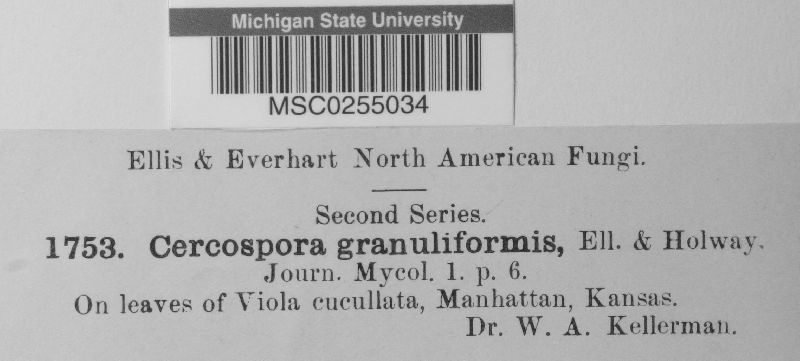 Michigan State University
MSC0255034
Ellis & Everhart North American Fungi.
Second Series.
1753. Cercospora granuliformis, Ell. & Holway.
Journ. Mycol. 1. p. 6.
On leaves of Viola cucullata, Manhattan, Kansas.
Dr. W. A. Kellerman.